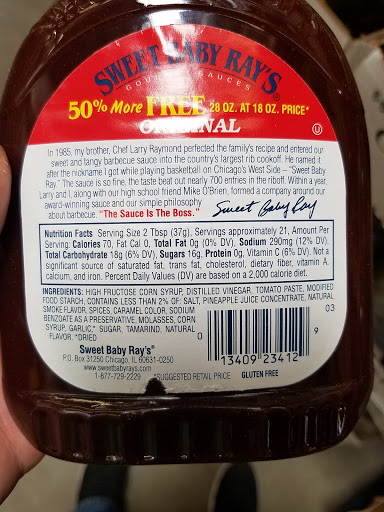 SWEET BABY RAY'S
GOURMET SAUCES
50% More FREE 28 OZ. AT 18 OZ. PRICE*
ORIGINAL
U
In 1985, my brother, Chef Larry Raymond perfected the family's recipe and entered our
sweet and tangy barbecue sauce into the country's largest rib cookoff. He named it
after the nickname I got while playing basketball on Chicago's West Side – "Sweet Baby
Ray." The sauce is so fine, the taste beat out nearly 700 entries in the riboff. Within a year,
Larry and I, along with our high school friend Mike O'Brien, formed a company around our
award-winning sauce and our simple philosophy
about barbecue. "The Sauce Is The Boss." Sweet Baby Ray
Nutrition Facts Serving Size 2 Tbsp (37g), Servings approximately 21, Amount Per
Serving: Calories 70, Fat Cal 0, Total Fat 0g (0% DV), Sodium 290mg (12% DV),
Total Carbohydrate 18g (6% DV), Sugars 16g, Protein 0g, Vitamin C (6% DV). Not a
significant source of saturated fat, trans fat, cholesterol, dietary fiber, vitamin A,
calcium, and iron. Percent Daily Values (DV) are based on a 2,000 calorie diet.
INGREDIENTS: HIGH FRUCTOSE CORN SYRUP, DISTILLED VINEGAR, TOMATO PASTE, MODIFIED
FOOD STARCH, CONTAINS LESS THAN 2% OF: SALT, PINEAPPLE JUICE CONCENTRATE, NATURAL
SMOKE FLAVOR, SPICES, CARAMEL COLOR, SODIUM
BENZOATE AS A PRESERVATIVE, MOLASSES, CORN
SYRUP, GARLIC,* SUGAR, TAMARIND, NATURAL
FLAVOR. *DRIED
03
0 13409 23412 9
Sweet Baby Ray's®
P.O. Box 31250 Chicago, IL 60631-0250
www.sweetbabyrays.com
1-877-729-2229 *SUGGESTED RETAIL PRICE GLUTEN FREE